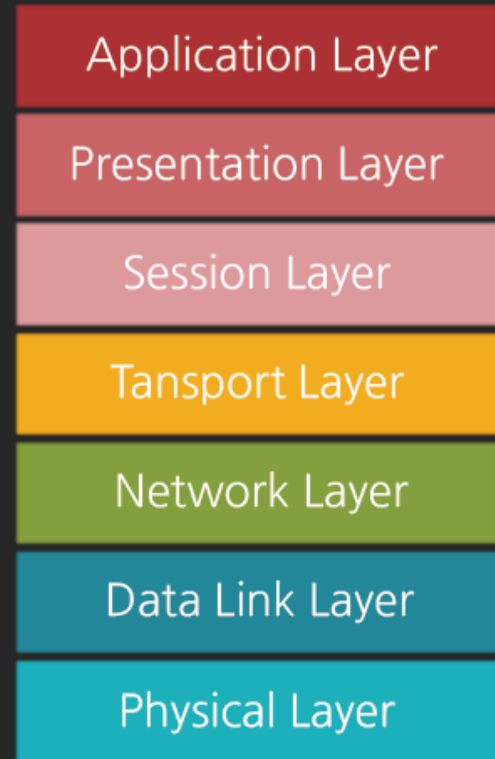 Application Layer
Presentation Layer
Session Layer
Tansport Layer
Network Layer
Data Link Layer
Physical Layer